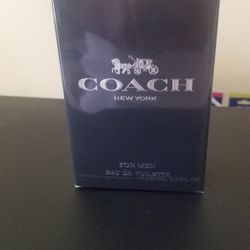 COACH
NEW YORK
FOR MEN
EAU DE TOILETTE